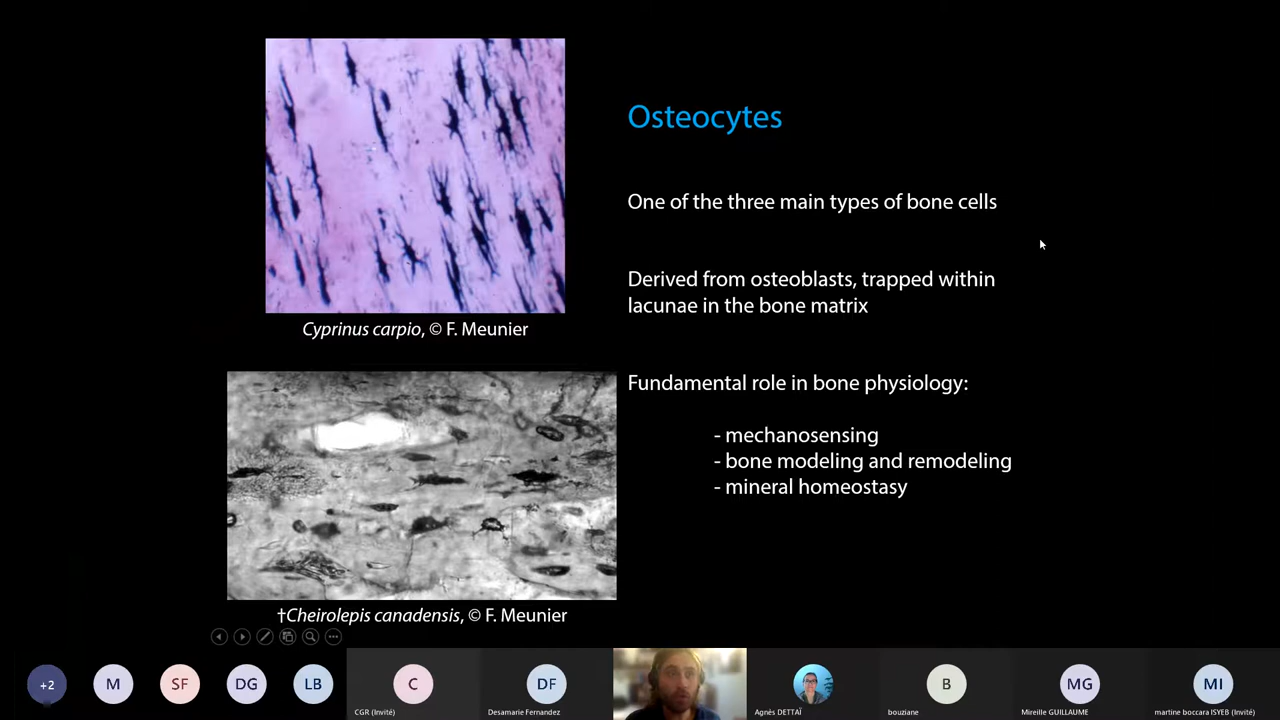 Osteocytes
One of the three main types of bone cells
Derived from osteoblasts, trapped within
lacunae in the bone matrix
Fundamental role in bone physiology:
- mechanosensing
- bone modeling and remodeling
- mineral homeostasy
Cyprinus carpio, © F. Meunier
†Cheirolepis canadensis, © F. Meunier
+2
M
SF
DG
LB
C
CGR (Invité)
DF
Desamarie Fernandez
Agnès DETTAÏ
B
bouziane
MG
Mireille GUILLAUME
MI
martine boccara ISYEB (Invité)